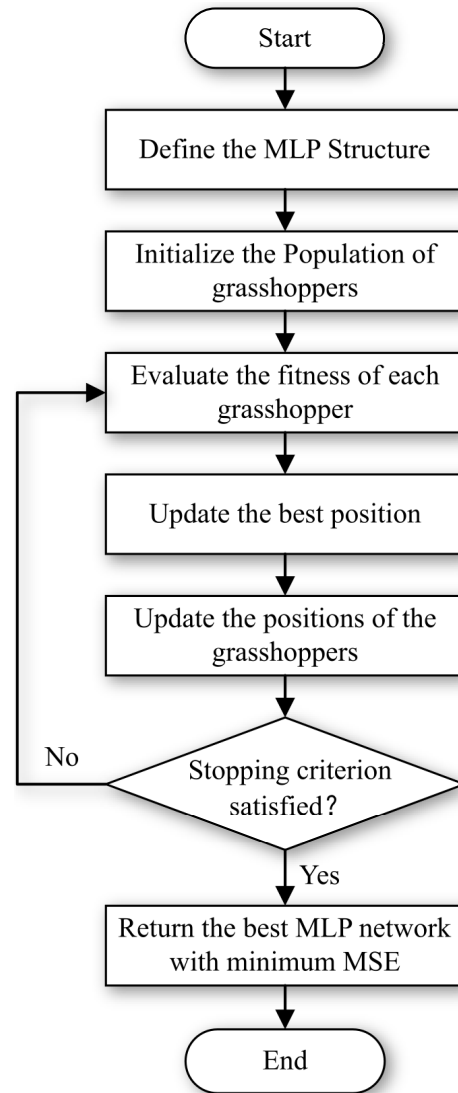 Start
Define the MLP Structure
Initialize the Population of
grasshoppers
Evaluate the fitness of each
grasshopper
Update the best position
Update the positions of the
grasshoppers
No
Stopping criterion
satisfied?
Yes
Return the best MLP network
with minimum MSE
End